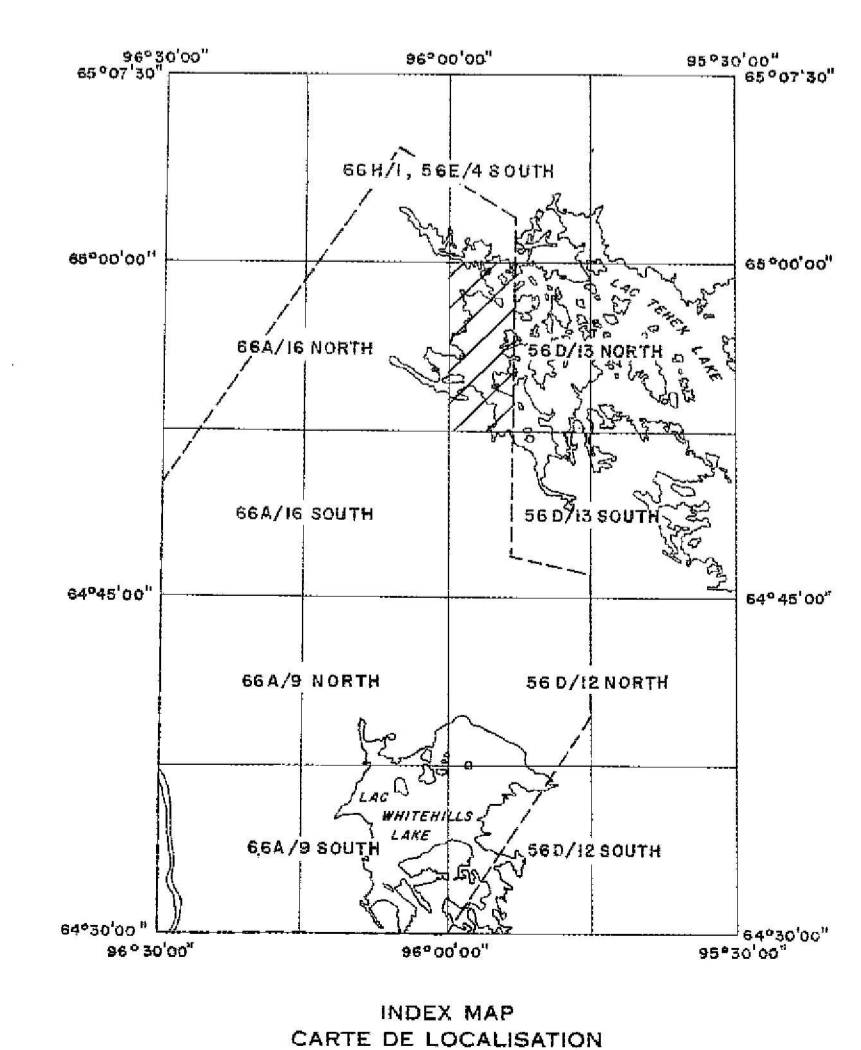 96°30'00" 96°00'00" 95°30'00"
65°07'30" 65°07'30"
66H/1, 56E/4 SOUTH
65°00'00" 65°00'00"
LAC TEHEK LAKE
66A/16 NORTH 56D/13 NORTH
66A/16 SOUTH 56D/13 SOUTH
64°45'00" 64°45'00"
66A/9 NORTH 56D/12 NORTH
LAC
WHITEHILLS
LAKE
66A/9 SOUTH 56D/12 SOUTH
64°30'00" 64°30'00"
96°30'00" 96°00'00" 95°30'00"
INDEX MAP
CARTE DE LOCALISATION